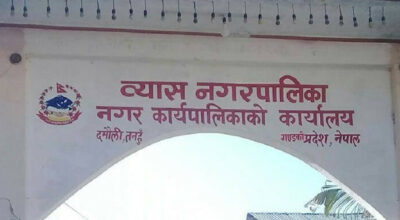 व्यास नगरपालिका
नगर कार्यपालिकाको कार्यालय
दमौली, तनहुँ गण्डकी प्रदेश, नेपाल